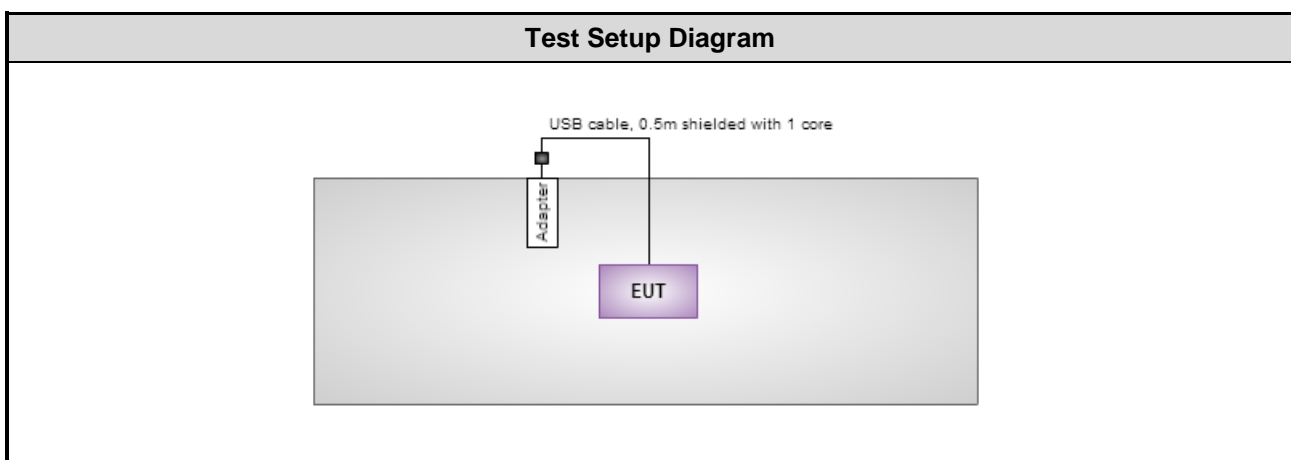 Test Setup Diagram
USB cable, 0.5m shielded with 1 core
Adapter
EUT